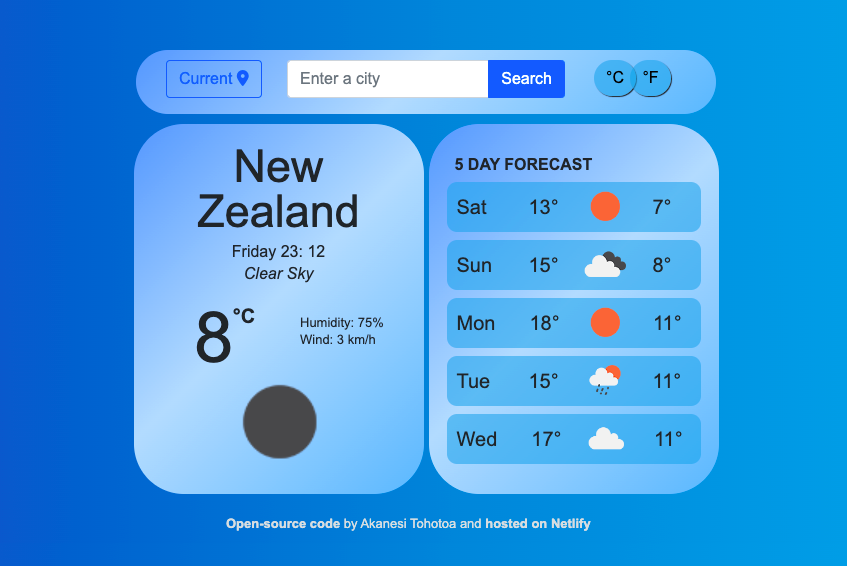 Current
Enter a city
Search
°C
°F
New
Zealand
Friday 23: 12
Clear Sky
8 °C
Humidity: 75%
Wind: 3 km/h
5 DAY FORECAST
Sat 13° 7°
Sun 15° 8°
Mon 18° 11°
Tue 15° 11°
Wed 17° 11°
Open-source code by Akanesi Tohotoa and hosted on Netlify